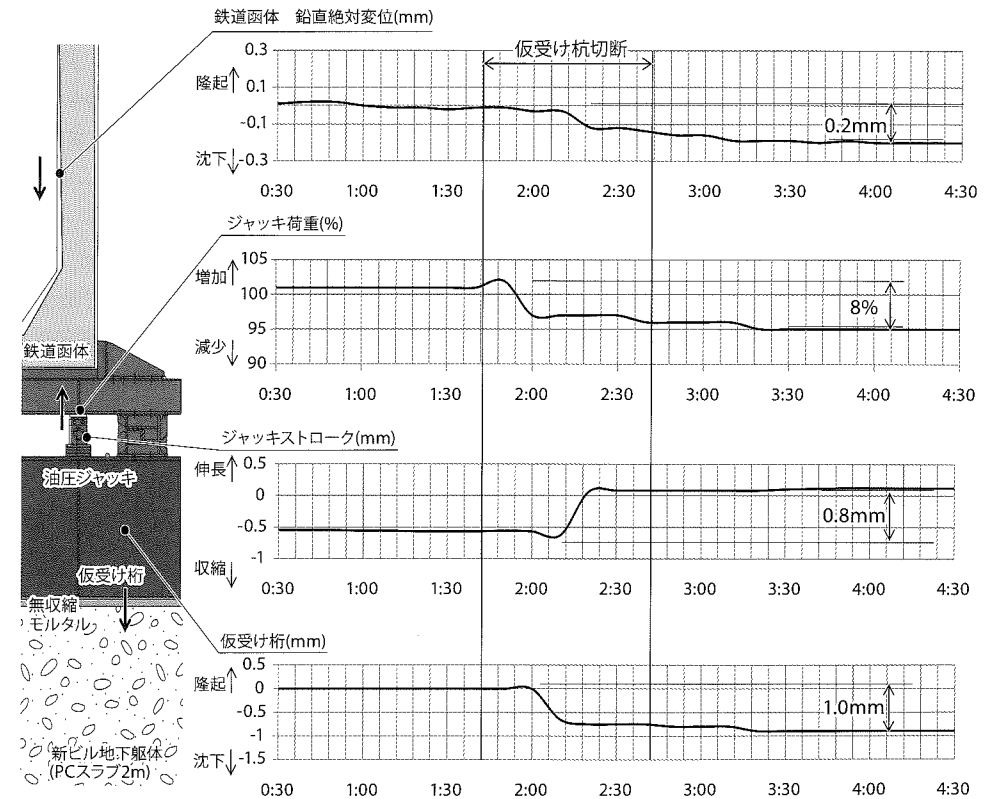 鉄道函体　鉛直絶対変位(mm)
仮受け杭切断
隆起
沈下
0.3
0.1
-0.1
-0.3
0.2mm
0:30 1:00 1:30 2:00 2:30 3:00 3:30 4:00 4:30
ジャッキ荷重(%)
増加
減少
105
100
95
90
8%
0:30 1:00 1:30 2:00 2:30 3:00 3:30 4:00 4:30
鉄道函体
ジャッキストローク(mm)
伸長
収縮
0.5
0
-0.5
-1
0.8mm
0:30 1:00 1:30 2:00 2:30 3:00 3:30 4:00 4:30
油圧ジャッキ
仮受け桁
無収縮
モルタル
仮受け桁(mm)
隆起
沈下
0.5
0
-0.5
-1
-1.5
1.0mm
0:30 1:00 1:30 2:00 2:30 3:00 3:30 4:00 4:30
新ビル地下躯体
(PCスラブ2m)